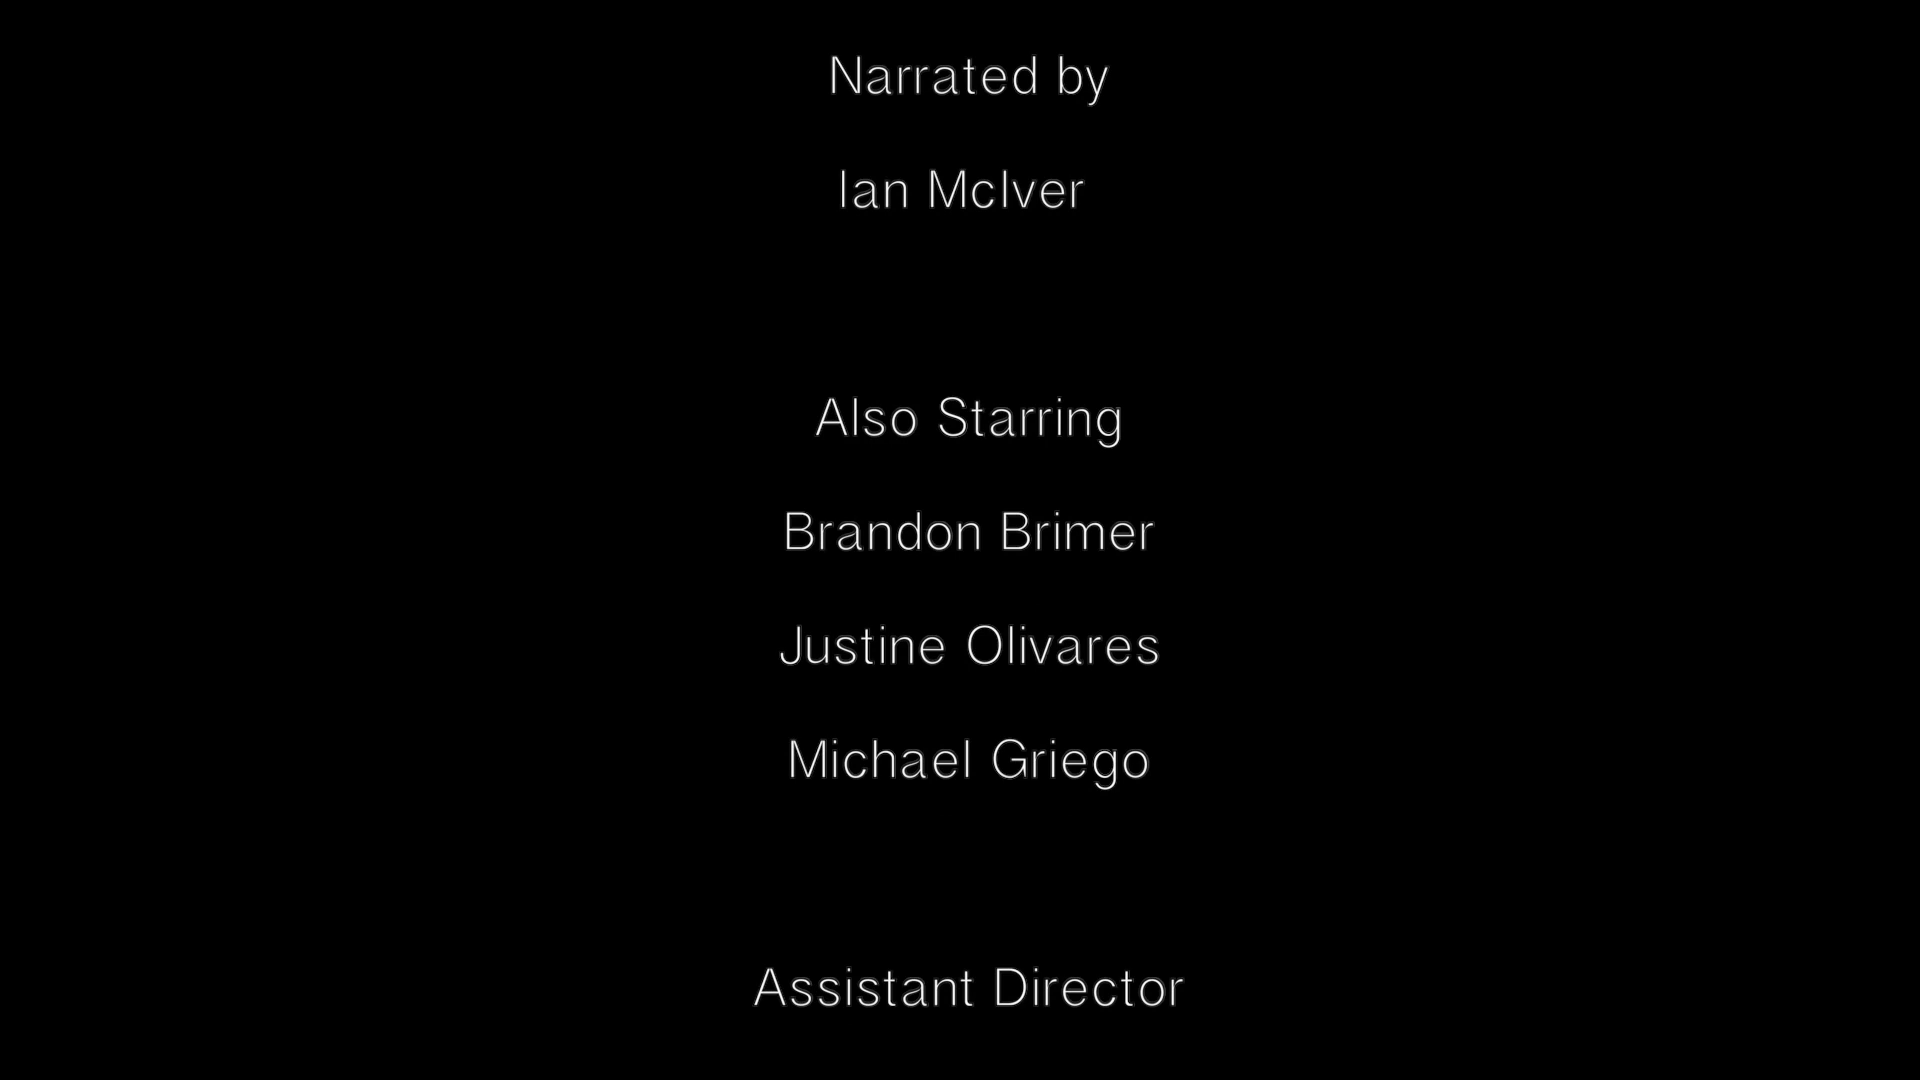 Narrated by
Ian McIver
Also Starring
Brandon Brimer
Justine Olivares
Michael Griego
Assistant Director